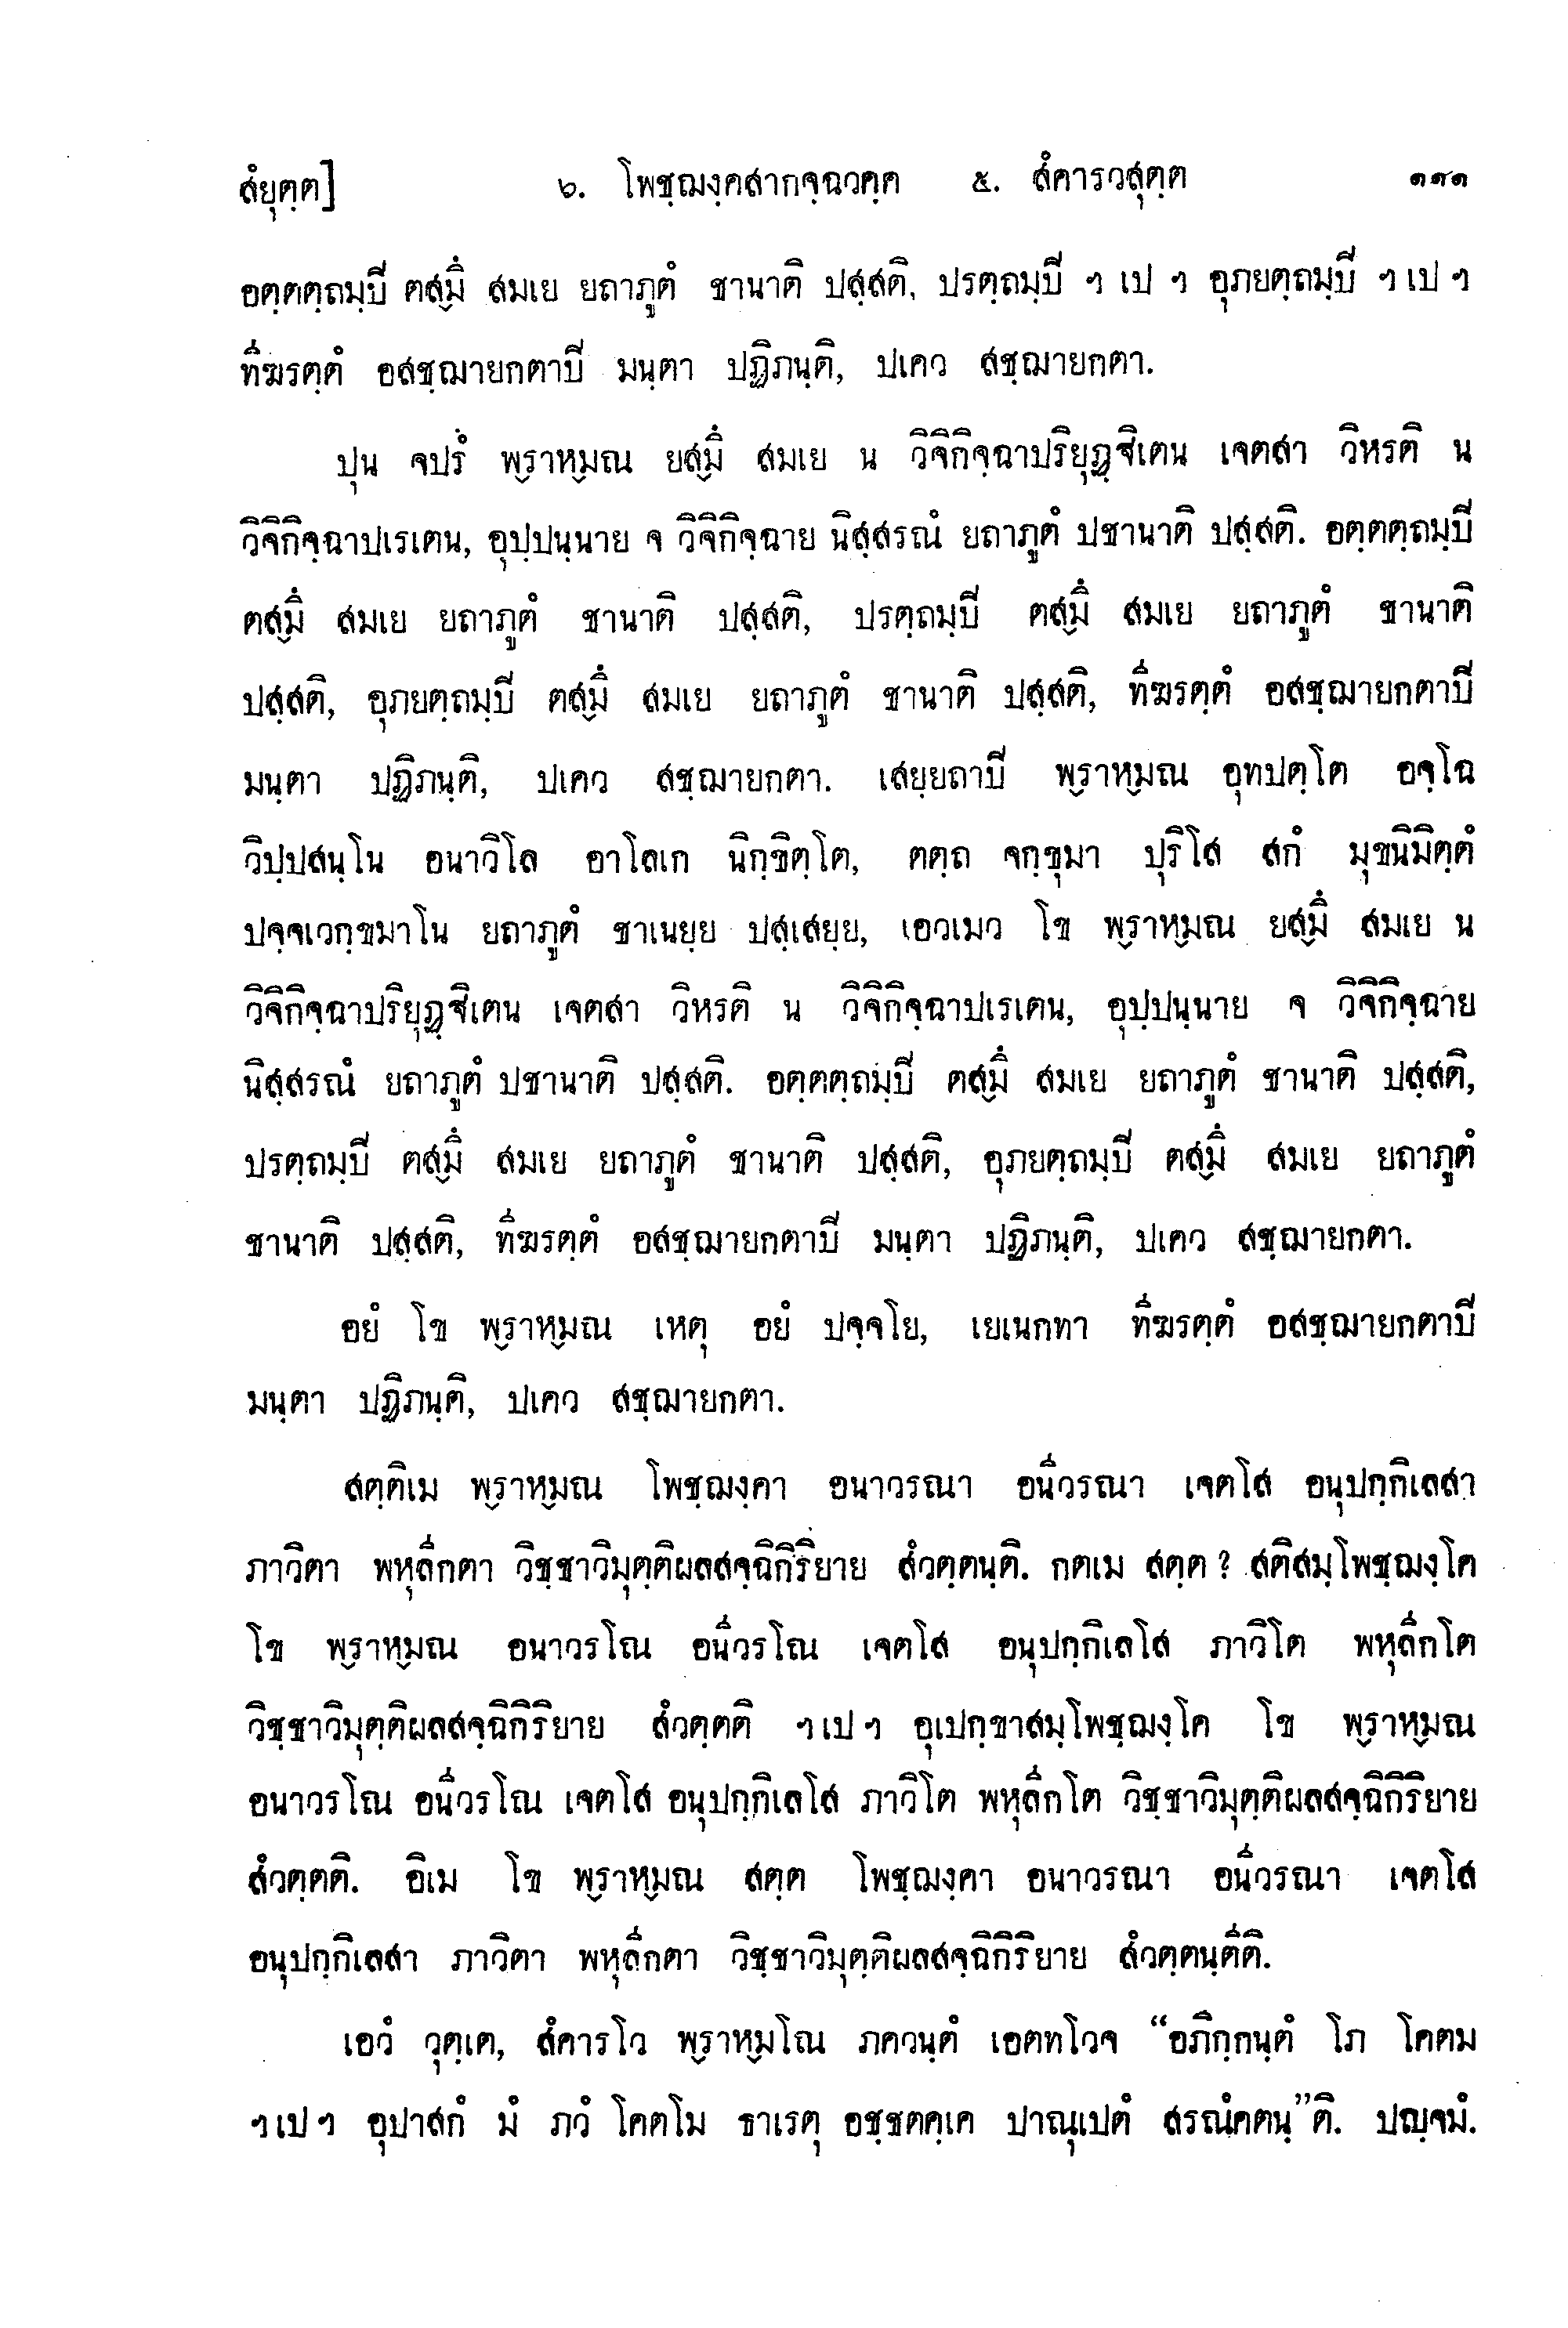 สํยุตฺต] ๖. โพชฺฌงฺคสากจฺฉวคฺค ๕. สํคารวสุตฺต ๑๙๑
อตฺตตฺถมฺปี ตสฺมึ สมเย ยถาภูตํ ชานาติ ปสฺสติ, ปรตฺถมฺปี ฯ เป ฯ อุภยตฺถมฺปี ฯ เป ฯ
ทีฆรตฺตํ อสชฺฌายกตาปี มนฺตา ปฏิภนฺติ, ปเคว สชฺฌายกตา.
ปุน จปรํ พฺราหฺมณ ยสฺมึ สมเย น วิจิกิจฺฉาปริยุฏฺฐิเตน เจตสา วิหรติ น
วิจิกิจฺฉาปเรเตน, อุปฺปนฺนาย จ วิจิกิจฺฉาย นิสฺสรณํ ยถาภูตํ ปชานาติ ปสฺสติ. อตฺตตฺถมฺปี
ตสฺมึ สมเย ยถาภูตํ ชานาติ ปสฺสติ, ปรตฺถมฺปี ตสฺมึ สมเย ยถาภูตํ ชานาติ
ปสฺสติ, อุภยตฺถมฺปี ตสฺมึ สมเย ยถาภูตํ ชานาติ ปสฺสติ, ทีฆรตฺตํ อสชฺฌายกตาปี
มนฺตา ปฏิภนฺติ, ปเคว สชฺฌายกตา. เสยฺยถาปี พฺราหฺมณ อุทปตฺโต อจฺโฉ
วิปฺปสนฺโน อนาวิโล อาโลเก นิกฺขิตฺโต, ตตฺถ จกฺขุมา ปุริโส สกํ มุขนิมิตฺตํ
ปจฺจเวกฺขมาโน ยถาภูตํ ชาเนยฺย ปสฺเสยฺย, เอวเมว โข พฺราหฺมณ ยสฺมึ สมเย น
วิจิกิจฺฉาปริยุฏฺฐิเตน เจตสา วิหรติ น วิจิกิจฺฉาปเรเตน, อุปฺปนฺนาย จ วิจิกิจฺฉาย
นิสฺสรณํ ยถาภูตํ ปชานาติ ปสฺสติ. อตฺตตฺถมฺปี ตสฺมึ สมเย ยถาภูตํ ชานาติ ปสฺสติ,
ปรตฺถมฺปี ตสฺมึ สมเย ยถาภูตํ ชานาติ ปสฺสติ, อุภยตฺถมฺปี ตสฺมึ สมเย ยถาภูตํ
ชานาติ ปสฺสติ, ทีฆรตฺตํ อสชฺฌายกตาปี มนฺตา ปฏิภนฺติ, ปเคว สชฺฌายกตา.
อยํ โข พฺราหฺมณ เหตุ อยํ ปจฺจโย, เยเนกทา ทีฆรตฺตํ อสชฺฌายกตาปี
มนฺตา ปฏิภนฺติ, ปเคว สชฺฌายกตา.
สตฺติเม พฺราหฺมณ โพชฺฌงฺคา อนาวรณา อนีวรณา เจตโส อนุปกฺกิเลสา
ภาวิตา พหุลีกตา วิชฺชาวิมุตฺติผลสจฺฉิกิริยาย สํวตฺตนฺติ. กตเม สตฺต ? สติสมฺโพชฺฌงฺโค
โข พฺราหฺมณ อนาวรโณ อนีวรโณ เจตโส อนุปกฺกิเลโส ภาวิโต พหุลีกโต
วิชฺชาวิมุตฺติผลสจฺฉิกิริยาย สํวตฺตติ ฯ เป ฯ อุเปกฺขาสมฺโพชฺฌงฺโค โข พฺราหฺมณ
อนาวรโณ อนีวรโณ เจตโส อนุปกฺกิเลโส ภาวิโต พหุลีกโต วิชฺชาวิมุตฺติผลสจฺฉิกิริยาย
สํวตฺตติ. อิเม โข พฺราหฺมณ สตฺต โพชฺฌงฺคา อนาวรณา อนีวรณา เจตโส
อนุปกฺกิเลสา ภาวิตา พหุลีกตา วิชฺชาวิมุตฺติผลสจฺฉิกิริยาย สํวตฺตนฺตีติ.
เอวํ วุตฺเต, สํคารโว พฺราหฺมโณ ภควนฺตํ เอตทโวจ “อภิกฺกนฺตํ โภ โคตม
ฯ เป ฯ อุปาสกํ มํ ภวํ โคตโม ธาเรตุ อชฺชตคฺเค ปาณุเปตํ สรณํคตนฺ”ติ. ปญฺจมํ.